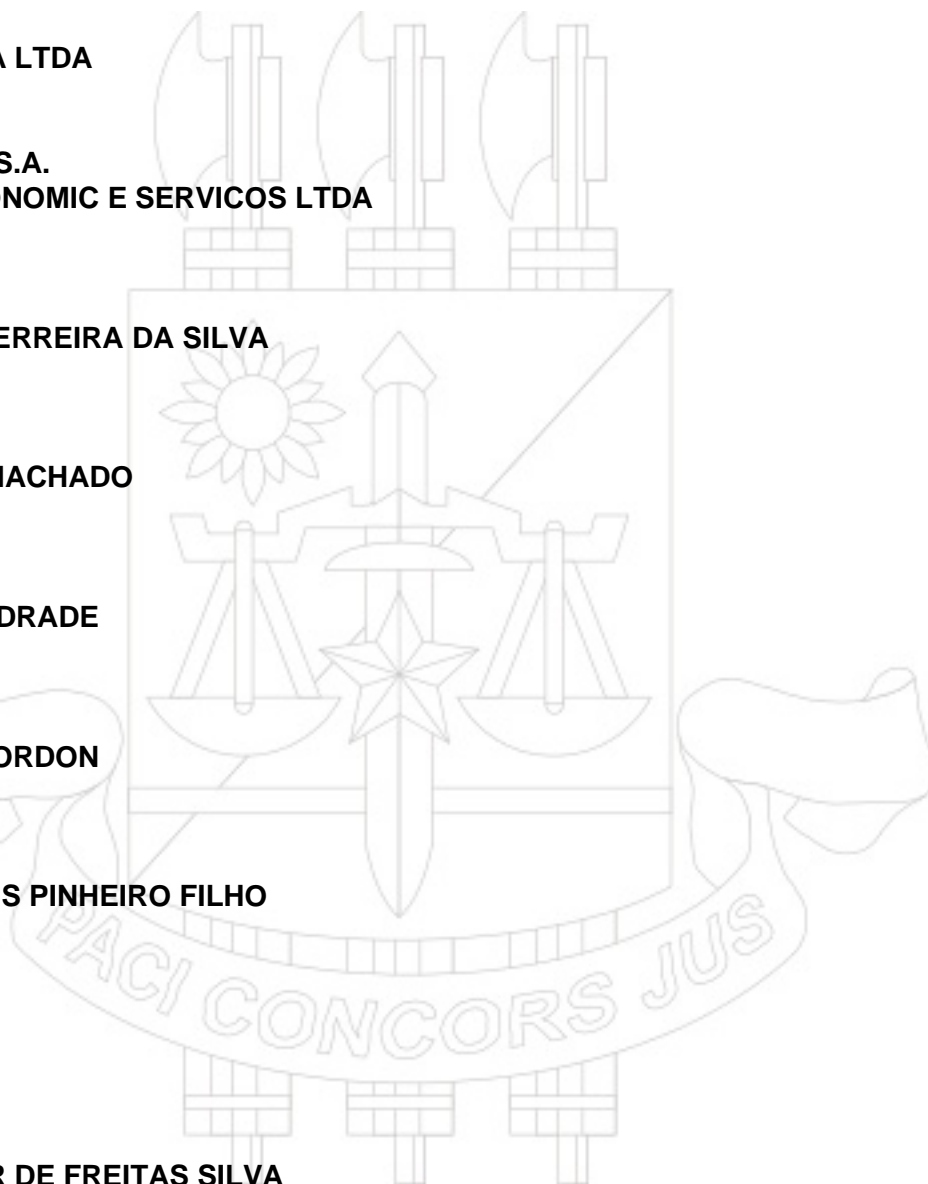 A LTDA
S.A.
NOMIC E SERVICOS LTDA
ERREIRA DA SILVA
MACHADO
DRADE
ORDON
S PINHEIRO FILHO
PACI CONCORS JUS
R DE FREITAS SILVA